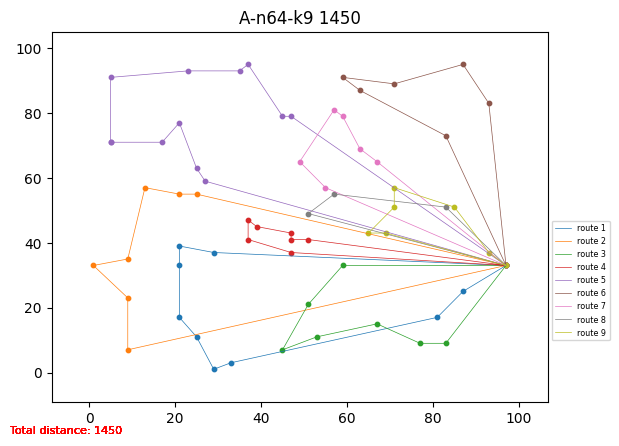 A-n64-k9 1450
100
80
60
40
20
0
0 20 40 60 80 100
route 1
route 2
route 3
route 4
route 5
route 6
route 7
route 8
route 9
Total distance: 1450